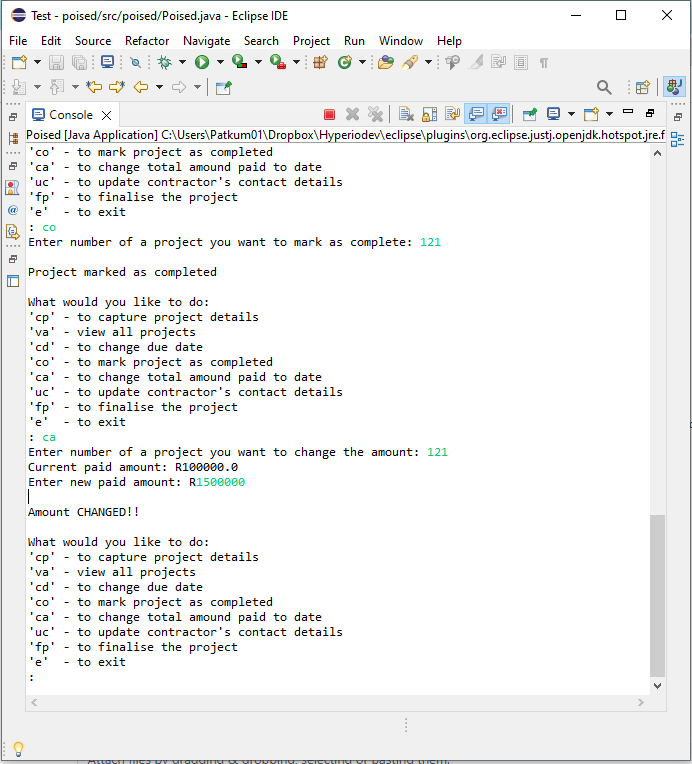 Test - poised/src/poised/Poised.java - Eclipse IDE
File Edit Source Refactor Navigate Search Project Run Window Help
Console
Poised [Java Application] C:\Users\Patkum01\Dropbox\Hyperiodev\eclipse\plugins\org.eclipse.justj.openjdk.hotspot.jre.f
'co' - to mark project as completed
'ca' - to change total amound paid to date
'uc' - to update contractor's contact details
'fp' - to finalise the project
'e' - to exit
: co
Enter number of a project you want to mark as complete: 121
Project marked as completed
What would you like to do:
'cp' - to capture project details
'va' - view all projects
'cd' - to change due date
'co' - to mark project as completed
'ca' - to change total amound paid to date
'uc' - to update contractor's contact details
'fp' - to finalise the project
'e' - to exit
: ca
Enter number of a project you want to change the amount: 121
Current paid amount: R100000.0
Enter new paid amount: R1500000
Amount CHANGED!!
What would you like to do:
'cp' - to capture project details
'va' - view all projects
'cd' - to change due date
'co' - to mark project as completed
'ca' - to change total amound paid to date
'uc' - to update contractor's contact details
'fp' - to finalise the project
'e' - to exit
:
Attach files by dragging & dropping, selecting or pasting them.